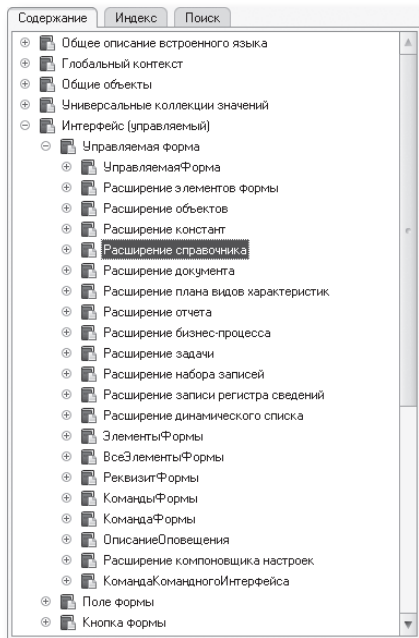 Содержание Индекс Поиск
Общее описание встроенного языка
Глобальный контекст
Общие объекты
Универсальные коллекции значений
Интерфейс (управляемый)
Управляемая форма
УправляемаяФорма
Расширение элементов формы
Расширение объектов
Расширение констант
Расширение справочника
Расширение документа
Расширение плана видов характеристик
Расширение отчета
Расширение бизнес-процесса
Расширение задачи
Расширение набора записей
Расширение записи регистра сведений
Расширение динамического списка
ЭлементыФормы
ВсеЭлементыФормы
РеквизитФормы
КомандыФормы
КомандаФормы
ОписаниеОповещения
Расширение компоновщика настроек
КомандаКомандногоИнтерфейса
Поле формы
Кнопка формы